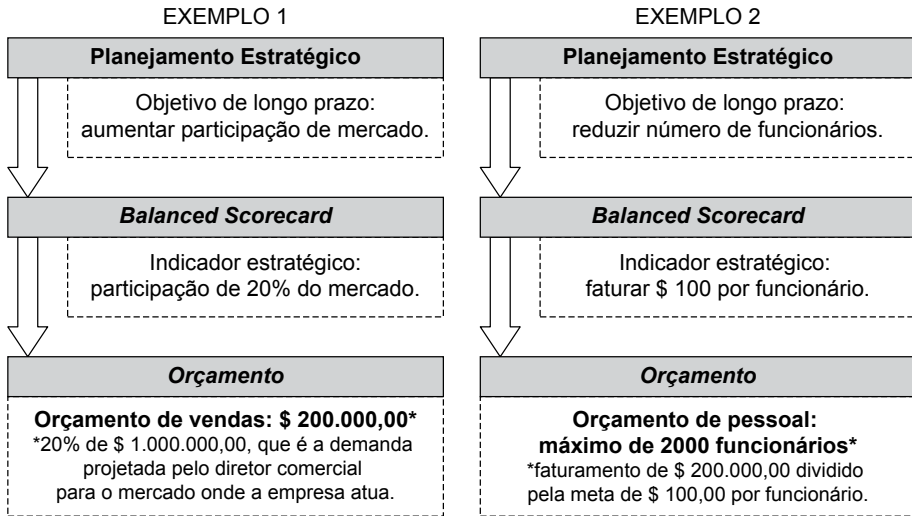 EXEMPLO 1
Planejamento Estratégico
Objetivo de longo prazo:
aumentar participação de mercado.
Balanced Scorecard
Indicador estratégico:
participação de 20% do mercado.
Orçamento
Orçamento de vendas: $ 200.000,00*
*20% de $ 1.000.000,00, que é a demanda
projetada pelo diretor comercial
para o mercado onde a empresa atua.
EXEMPLO 2
Planejamento Estratégico
Objetivo de longo prazo:
reduzir número de funcionários.
Balanced Scorecard
Indicador estratégico:
faturar $ 100 por funcionário.
Orçamento
Orçamento de pessoal:
máximo de 2000 funcionários*
*faturamento de $ 200.000,00 dividido
pela meta de $ 100,00 por funcionário.